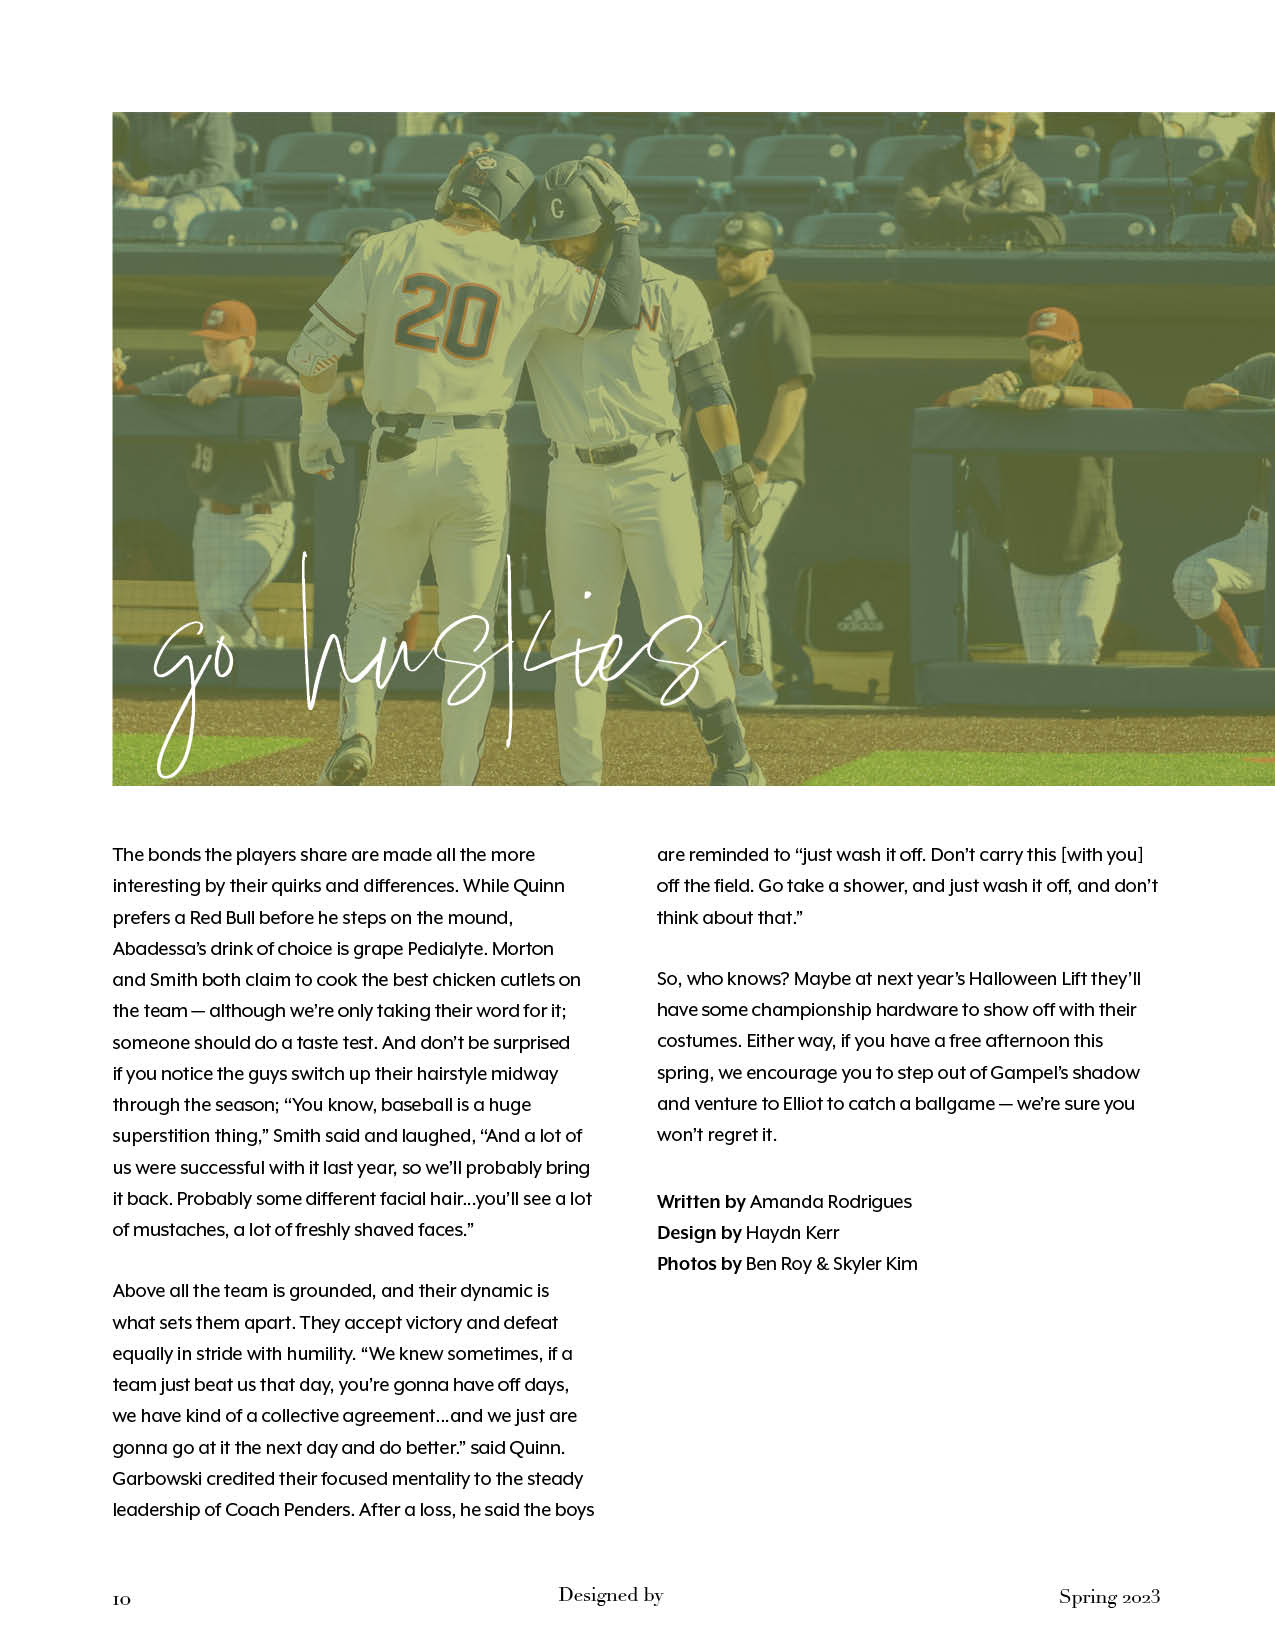 20
G
N
19
go huskies
The bonds the players share are made all the more
interesting by their quirks and differences. While Quinn
prefers a Red Bull before he steps on the mound,
Abadessa’s drink of choice is grape Pedialyte. Morton
and Smith both claim to cook the best chicken cutlets on
the team — although we’re only taking their word for it;
someone should do a taste test. And don’t be surprised
if you notice the guys switch up their hairstyle midway
through the season; “You know, baseball is a huge
superstition thing,” Smith said and laughed, “And a lot of
us were successful with it last year, so we’ll probably bring
it back. Probably some different facial hair...you’ll see a lot
of mustaches, a lot of freshly shaved faces.”
Above all the team is grounded, and their dynamic is
what sets them apart. They accept victory and defeat
equally in stride with humility. “We knew sometimes, if a
team just beat us that day, you’re gonna have off days,
we have kind of a collective agreement...and we just are
gonna go at it the next day and do better.” said Quinn.
Garbowski credited their focused mentality to the steady
leadership of Coach Penders. After a loss, he said the boys
are reminded to “just wash it off. Don’t carry this [with you]
off the field. Go take a shower, and just wash it off, and don’t
think about that.”
So, who knows? Maybe at next year’s Halloween Lift they’ll
have some championship hardware to show off with their
costumes. Either way, if you have a free afternoon this
spring, we encourage you to step out of Gampel’s shadow
and venture to Elliot to catch a ballgame — we’re sure you
won’t regret it.
Written by Amanda Rodrigues
Design by Haydn Kerr
Photos by Ben Roy & Skyler Kim
10
Designed by
Spring 2023